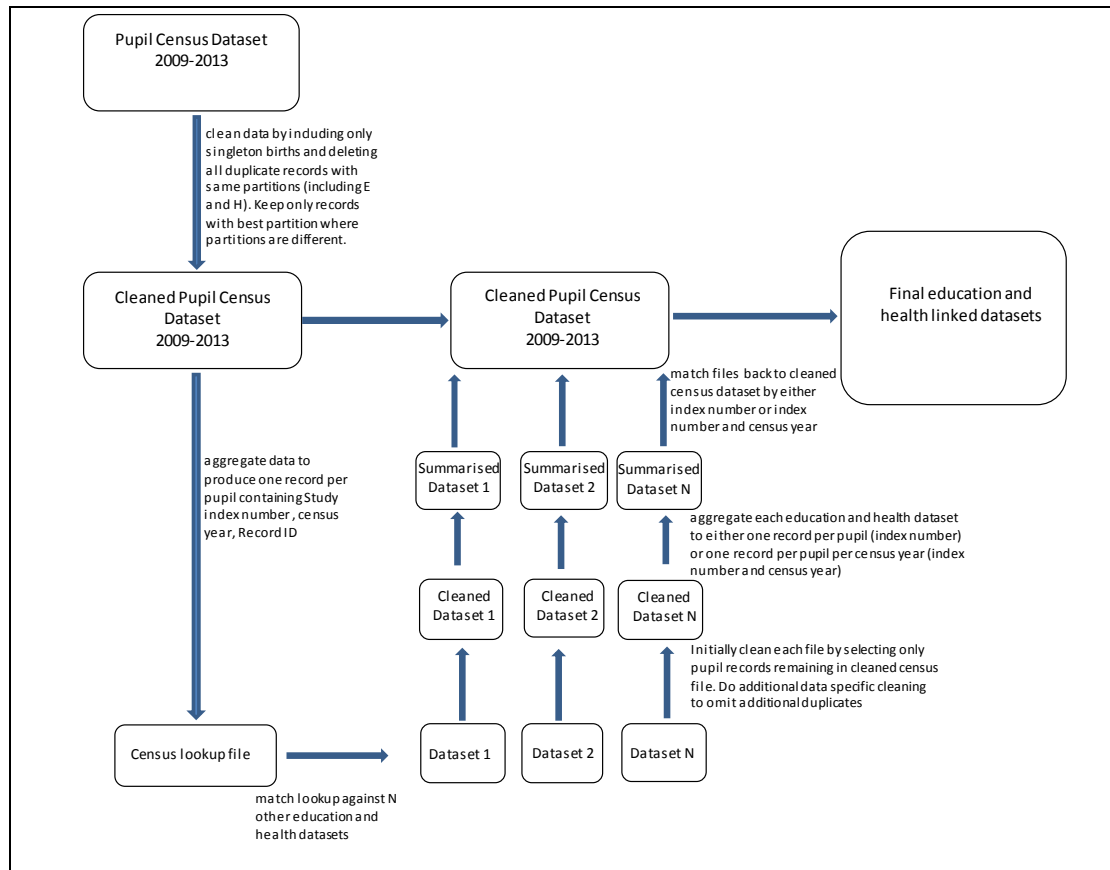 Pupil Census Dataset
2009-2013
clean data by including only
singleton births and deleting
all duplicate records with
same partitions (including E
and H). Keep only records
with best partition where
partitions are different.
Cleaned Pupil Census
Dataset
2009-2013
Cleaned Pupil Census
Dataset
2009-2013
Final education and
health linked datasets
match files back to cleaned
census dataset by either
index number or index
number and census year
aggregate data to
produce one record per
pupil containing Study
index number, census
year, Record ID
Summarised
Dataset 1
Summarised
Dataset 2
Summarised
Dataset N
aggregate each education and health dataset
to either one record per pupil (index number)
or one record per pupil per census year (index
number and census year)
Cleaned
Dataset 1
Cleaned
Dataset 2
Cleaned
Dataset N
Initially clean each file by selecting only
pupil records remaining in cleaned census
file. Do additional data specific cleaning
to omit additional duplicates
Census lookup file
Dataset 1
Dataset 2
Dataset N
match lookup against N
other education and
health datasets